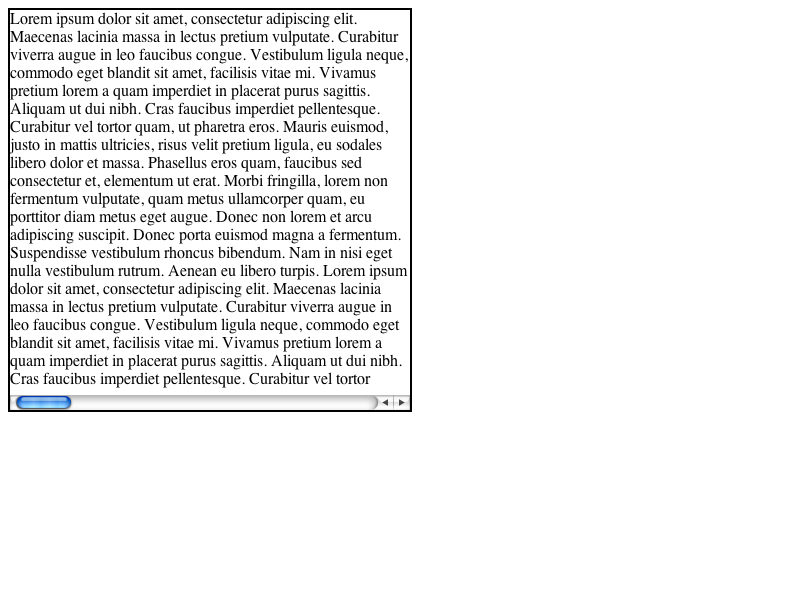 Lorem ipsum dolor sit amet, consectetur adipiscing elit.
Maecenas lacinia massa in lectus pretium vulputate. Curabitur
viverra augue in leo faucibus congue. Vestibulum ligula neque,
commodo eget blandit sit amet, facilisis vitae mi. Vivamus
pretium lorem a quam imperdiet in placerat purus sagittis.
Aliquam ut dui nibh. Cras faucibus imperdiet pellentesque.
Curabitur vel tortor quam, ut pharetra eros. Mauris euismod,
justo in mattis ultricies, risus velit pretium ligula, eu sodales
libero dolor et massa. Phasellus eros quam, faucibus sed
consectetur et, elementum ut erat. Morbi fringilla, lorem non
fermentum vulputate, quam metus ullamcorper quam, eu
porttitor diam metus eget augue. Donec non lorem et arcu
adipiscing suscipit. Donec porta euismod magna a fermentum.
Suspendisse vestibulum rhoncus bibendum. Nam in nisi eget
nulla vestibulum rutrum. Aenean eu libero turpis. Lorem ipsum
dolor sit amet, consectetur adipiscing elit. Maecenas lacinia
massa in lectus pretium vulputate. Curabitur viverra augue in
leo faucibus congue. Vestibulum ligula neque, commodo eget
blandit sit amet, facilisis vitae mi. Vivamus pretium lorem a
quam imperdiet in placerat purus sagittis. Aliquam ut dui nibh.
Cras faucibus imperdiet pellentesque. Curabitur vel tortor